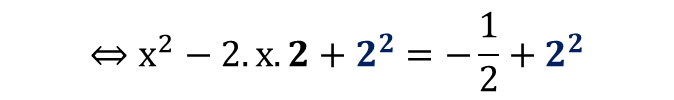 ⇔ x² − 2.x. 2 + 2² = −1/2 + 2²